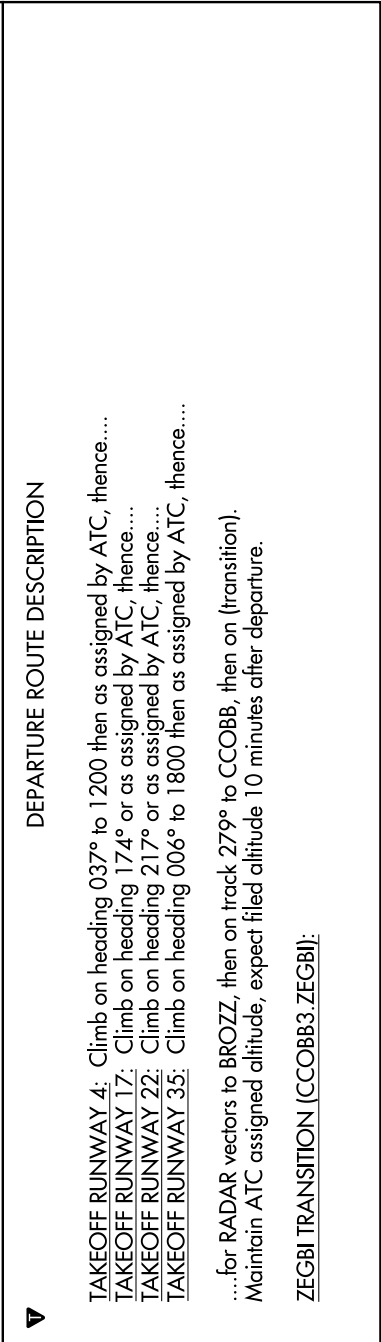 T
DEPARTURE ROUTE DESCRIPTION
TAKEOFF RUNWAY 4: Climb on heading 037° to 1200 then as assigned by ATC, thence....
TAKEOFF RUNWAY 17: Climb on heading 174° or as assigned by ATC, thence....
TAKEOFF RUNWAY 22: Climb on heading 217° or as assigned by ATC, thence....
TAKEOFF RUNWAY 35: Climb on heading 006° to 1800 then as assigned by ATC, thence....
....for RADAR vectors to BROZZ, then on track 279° to CCOBB, then on (transition).
Maintain ATC assigned altitude, expect filed altitude 10 minutes after departure.
ZEGBI TRANSITION (CCOBB3.ZEGBI):